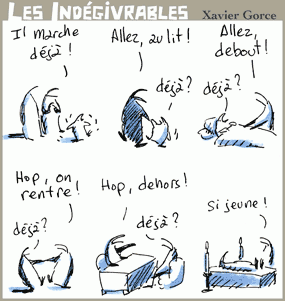 LES INDÉGIVRABLES Xavier Gorce
Il marche
déjà !
Allez, au lit !
déjà ?
Allez,
debout !
déjà ?
Hop, on
rentre !
déjà ?
Hop, dehors !
déjà ?
Si jeune !